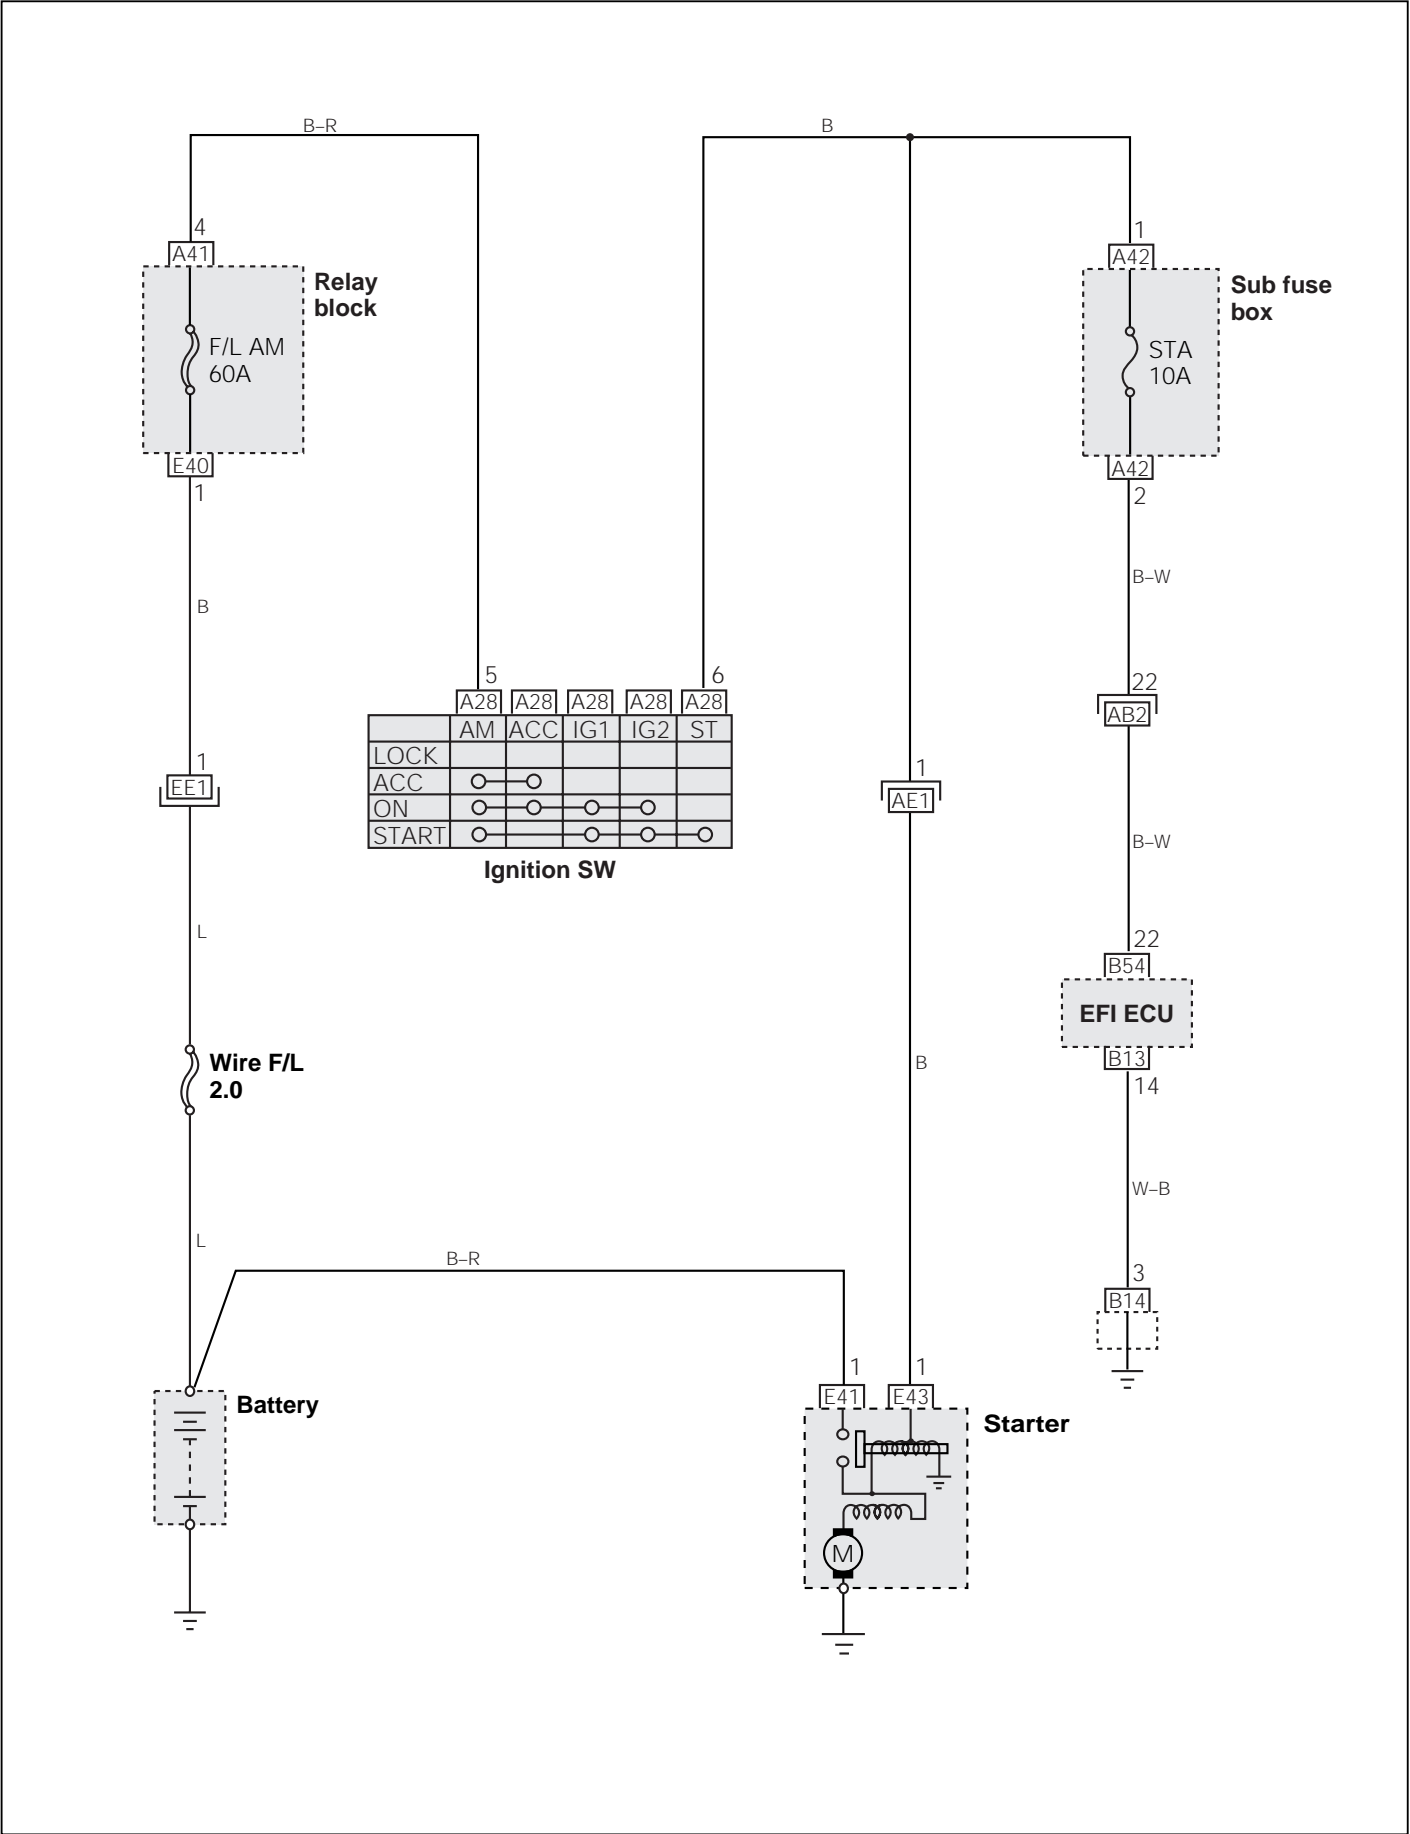 B–R
B
4
A41
Relay
block
F/L AM
60A
E40
1
1
A42
Sub fuse
box
STA
10A
A42
2
B
B–W
5
6
A28
A28
A28
A28
A28
AM
ACC
IG1
IG2
ST
LOCK
ACC
ON
START
Ignition SW
22
AB2
1
EE1
1
AE1
B–W
L
22
B54
EFI ECU
B13
14
Wire F/L
2.0
B
W–B
L
B–R
3
B14
1
1
E41
E43
Battery
Starter
M